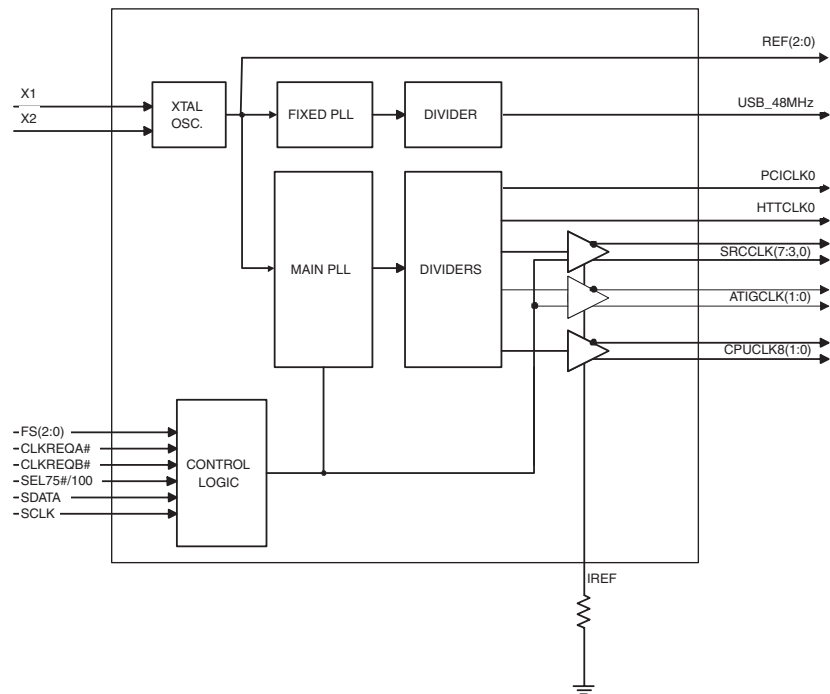 REF(2:0)
X1
XTAL
OSC.
FIXED PLL
DIVIDER
USB_48MHz
X2
PCICLK0
HTTCLK0
MAIN PLL
DIVIDERS
SRCCLK(7:3,0)
ATIGCLK(1:0)
CPUCLK8(1:0)
FS(2:0)
CLKREQA#
CLKREQB#
SEL75#/100
SDATA
SCLK
CONTROL
LOGIC
IREF